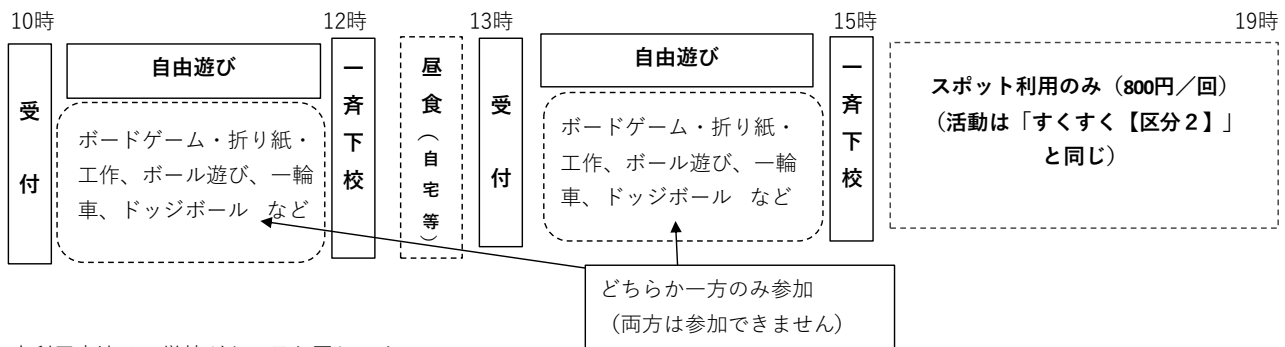 10時
12時
13時
15時
19時
受付
自由遊び
ボードゲーム・折り紙・
工作、ボール遊び、一輪
車、ドッジボール など
一斉下校
昼食（自宅等）
受付
自由遊び
ボードゲーム・折り紙・
工作、ボール遊び、一輪
車、ドッジボール など
一斉下校
スポット利用のみ（800円／回）
（活動は「すくすく【区分２】」
と同じ）
どちらか一方のみ参加
（両方は参加できません）